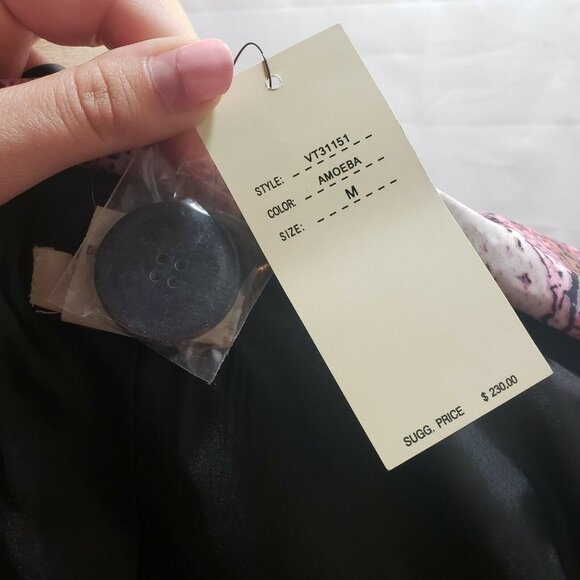 STYLE: VT31151
COLOR: AMOEBA
SIZE: M
SUGG. PRICE $ 230.00